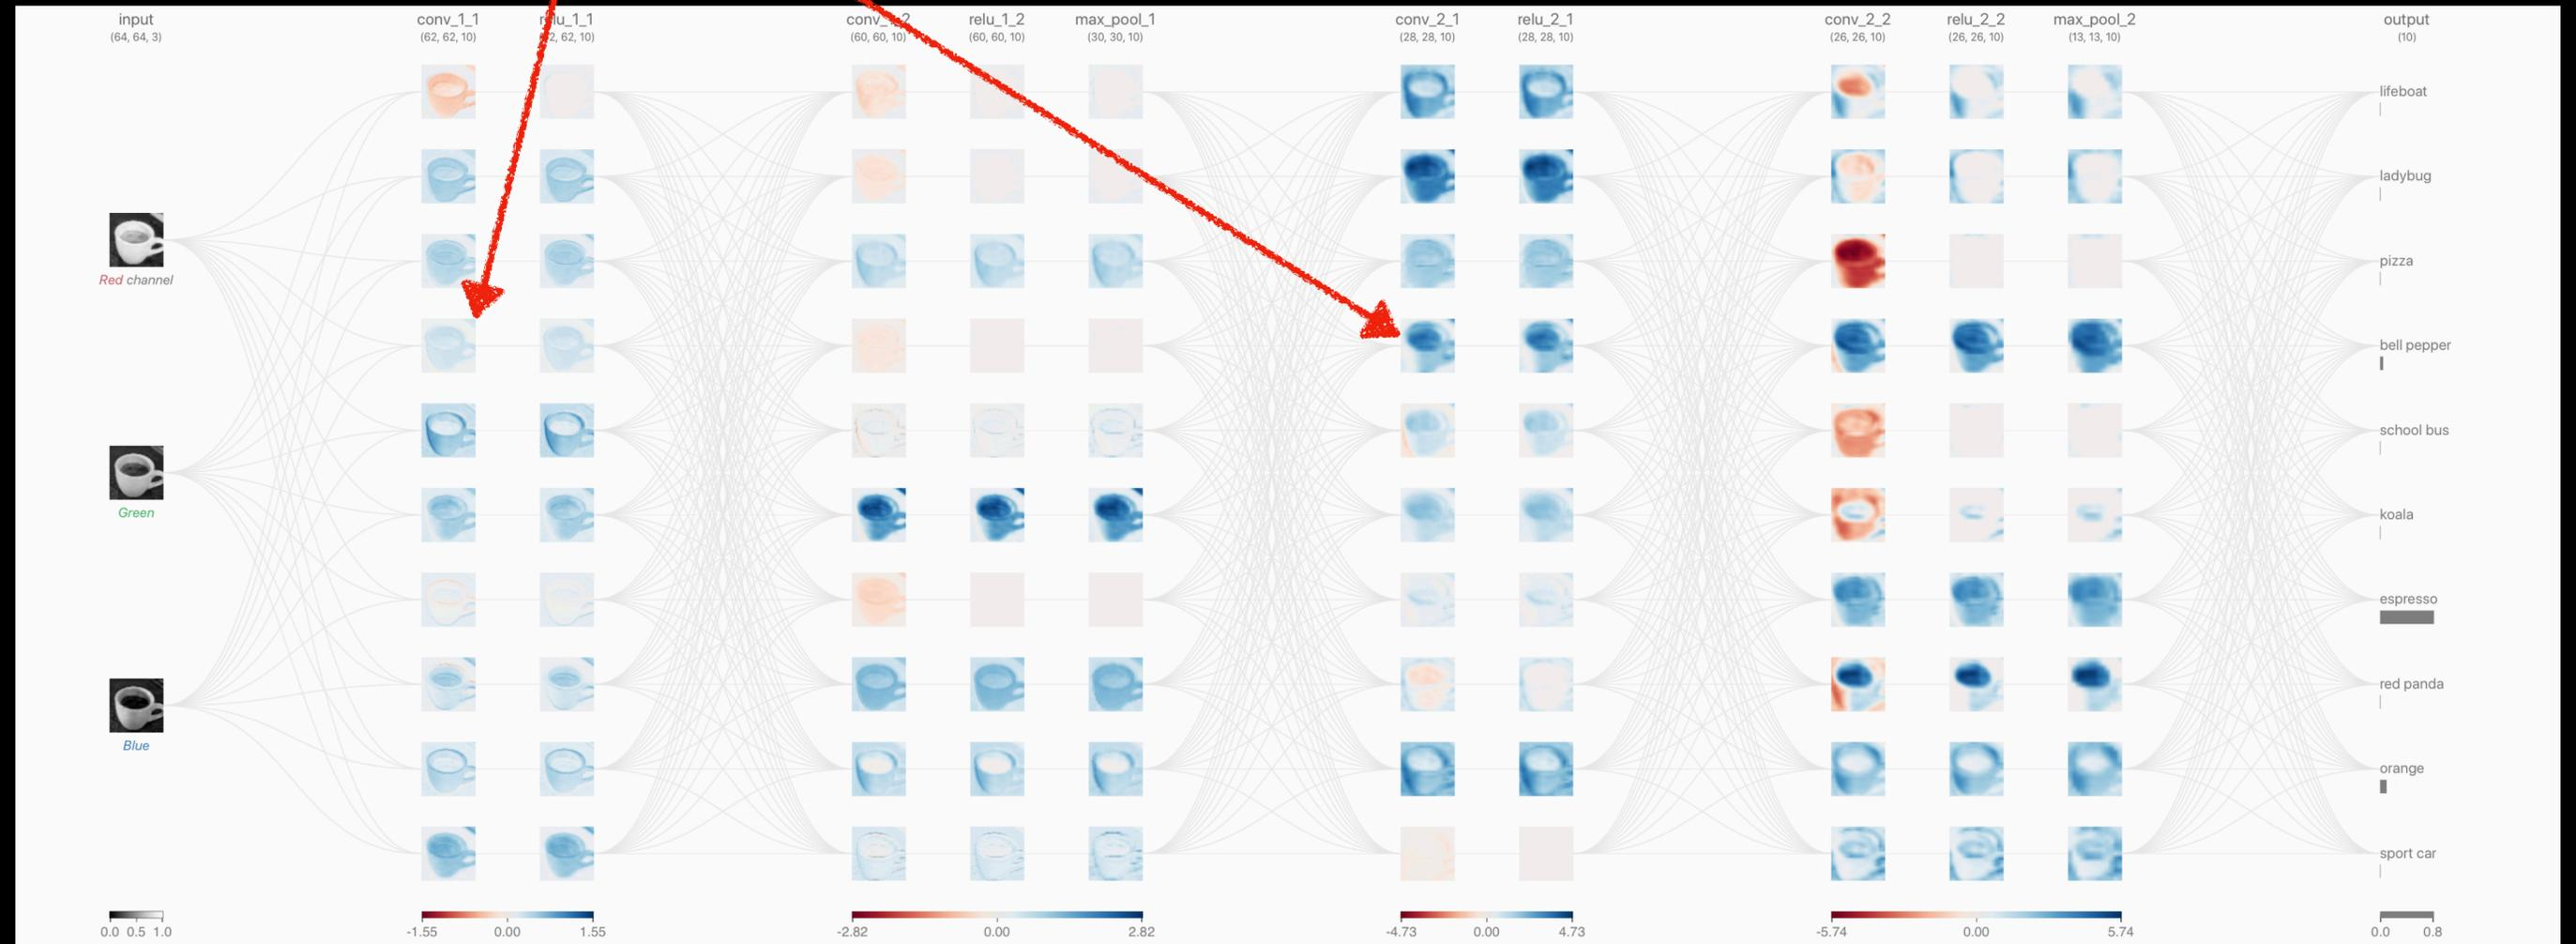 input
conv_1_1
relu_1_1
conv_1_2
relu_1_2
max_pool_1
conv_2_1
relu_2_1
conv_2_2
relu_2_2
max_pool_2
output
(64, 64, 3)
(62, 62, 10)
62, 10)
(60, 60, 10)
(60, 60, 10)
(30, 30, 10)
(28, 28, 10)
(28, 28, 10)
(26, 26, 10)
(26, 26, 10)
(13, 13, 10)
(10)
Red channel
Green
Blue
lifeboat
ladybug
pizza
bell pepper
school bus
koala
espresso
red panda
orange
sport car
0.0 0.5 1.0
-1.55 0.00 1.55
-2.82 0.00 2.82
-4.73 0.00 4.73
-5.74 0.00 5.74
0.0 0.8